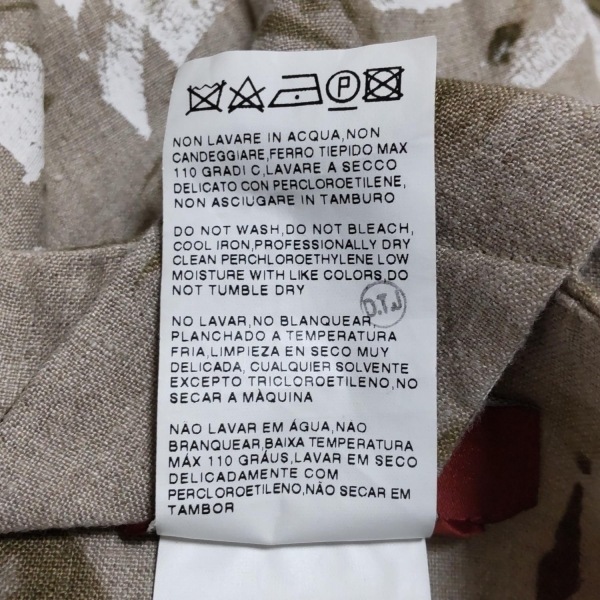 P
NON LAVARE IN ACQUA,NON
CANDEGGIARE,FERRO TIEPIDO MAX
110 GRADI C,LAVARE A SECCO
DELICATO CON PERCLOROETILENE,
NON ASCIUGARE IN TAMBURO
DO NOT WASH,DO NOT BLEACH,
COOL IRON,PROFESSIONALLY DRY
CLEAN PERCHLOROETHYLENE LOW
MOISTURE WITH LIKE COLORS,DO
NOT TUMBLE DRY
D.T.J
NO LAVAR,NO BLANQUEAR,
PLANCHADO A TEMPERATURA
FRIA,LIMPIEZA EN SECO MUY
DELICADA, CUALQUIER SOLVENTE
EXCEPTO TRICLOROETILENO,NO
SECAR A MÀQUINA
NÃO LAVAR EM ÁGUA,NAO
BRANQUEAR,BAIXA TEMPERATURA
MÁX 110 GRÁUS,LAVAR EM SECO
DELICADAMENTE COM
PERCLOROETILENO,NÃO SECAR EM
TAMBOR